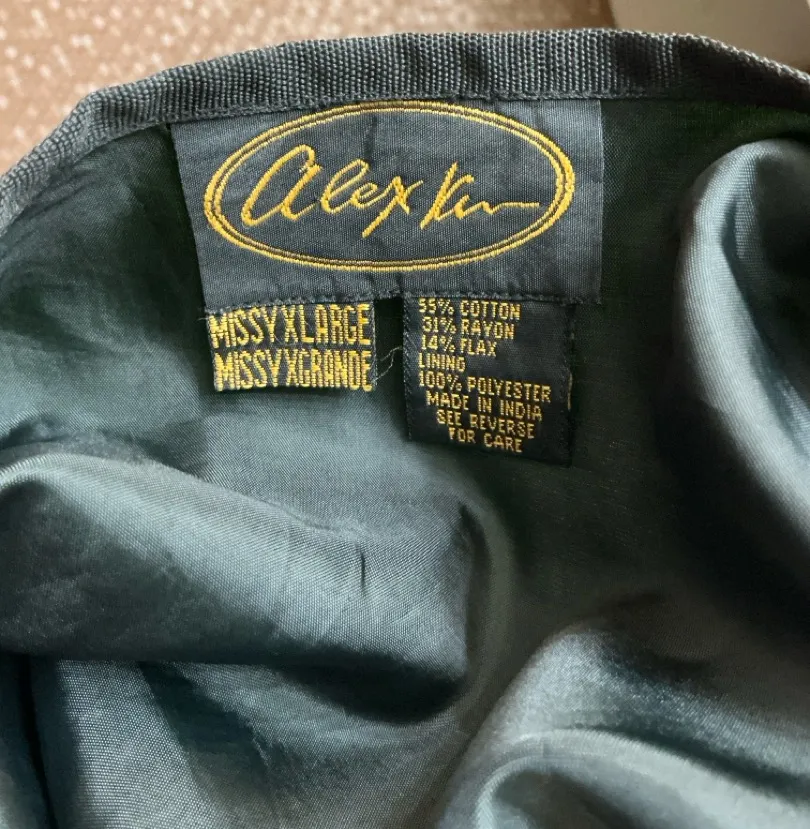 Alex Kim
MISSY XLARGE
MISSY XGRANDE
55% COTTON
31% RAYON
14% FLAX
LINING
100% POLYESTER
MADE IN INDIA
SEE REVERSE
FOR CARE